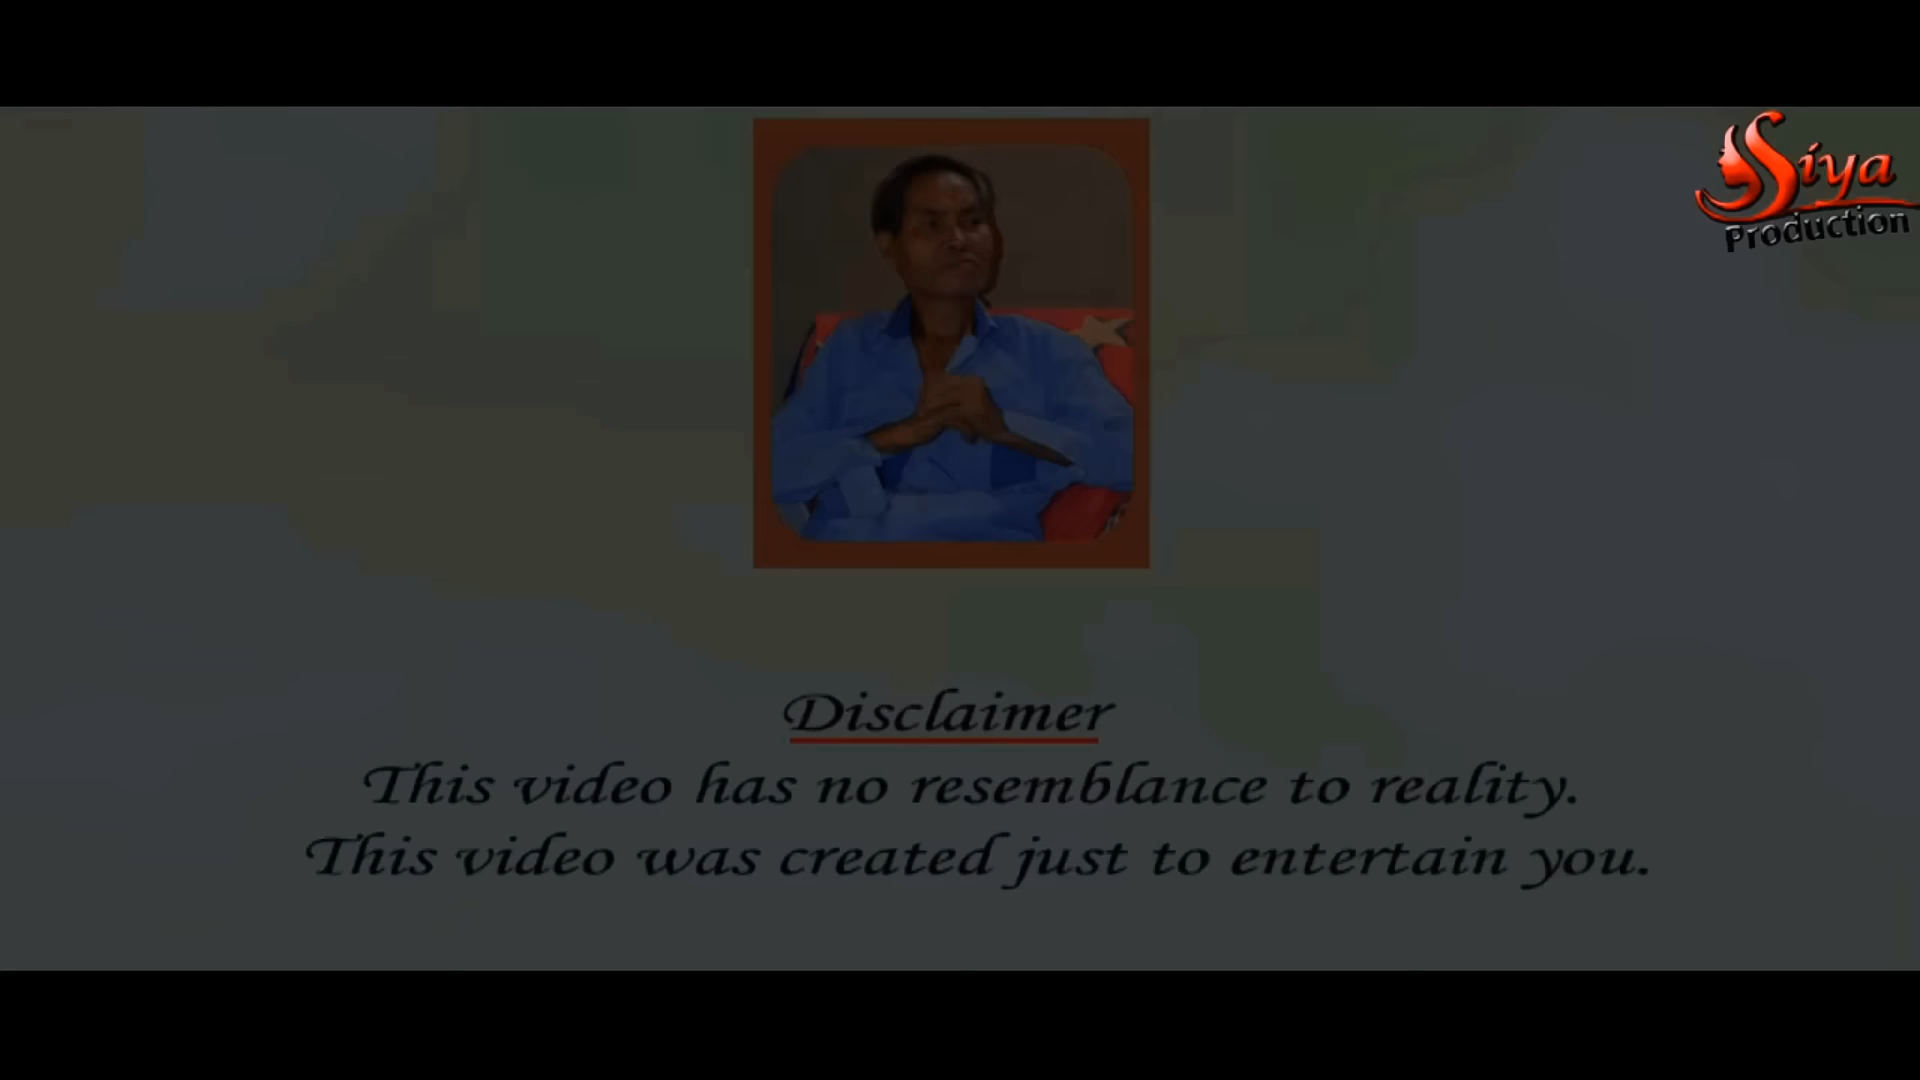 Siya
Production
Disclaimer
This video has no resemblance to reality.
This video was created just to entertain you.